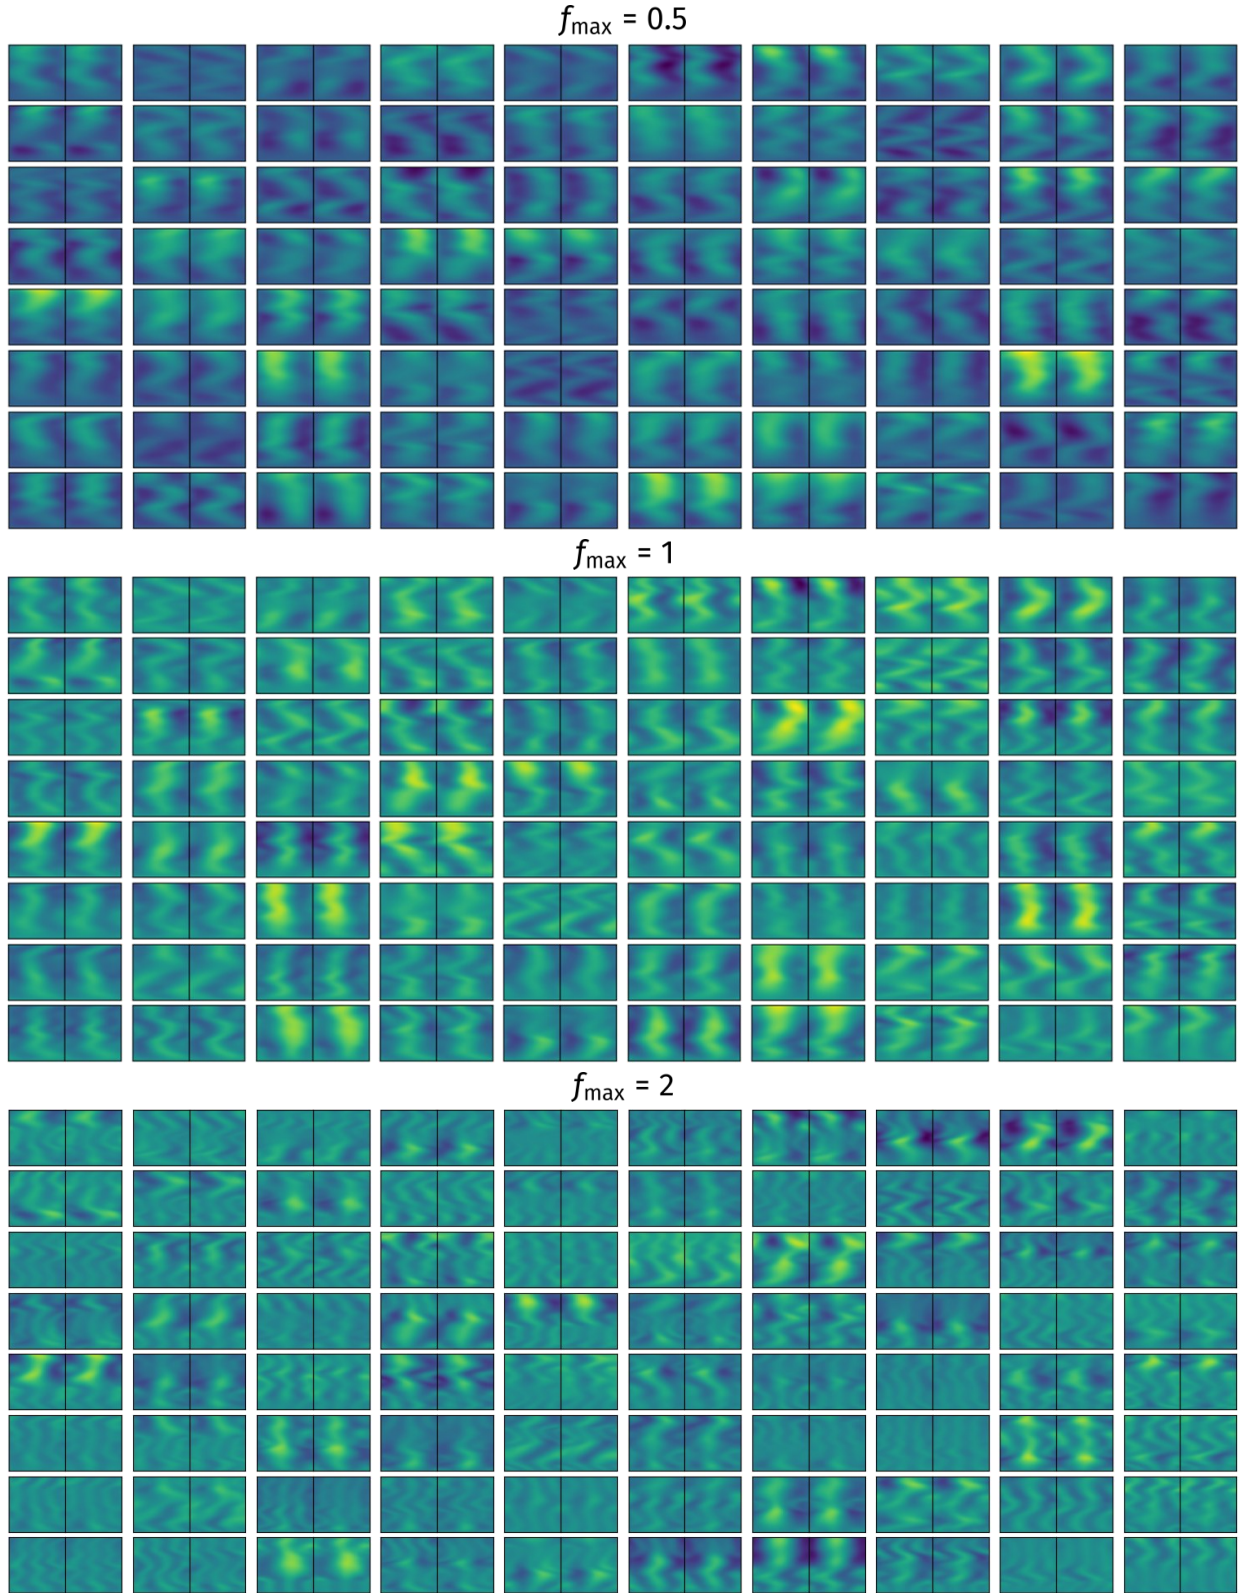 fmax = 0.5
fmax = 1
fmax = 2